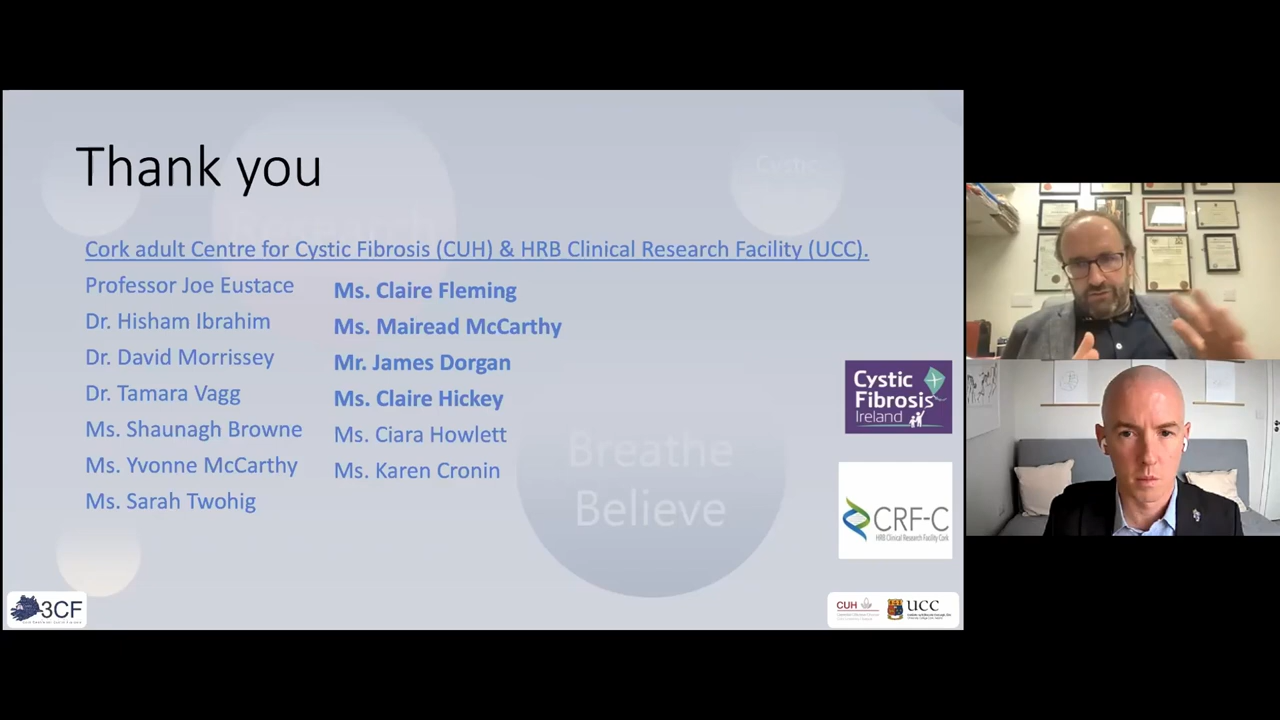 Thank you
Cystic
Research
Cork adult Centre for Cystic Fibrosis (CUH) & HRB Clinical Research Facility (UCC).
Professor Joe Eustace
Dr. Hisham Ibrahim
Dr. David Morrissey
Dr. Tamara Vagg
Ms. Shaunagh Browne
Ms. Yvonne McCarthy
Ms. Sarah Twohig
Ms. Claire Fleming
Ms. Mairead McCarthy
Mr. James Dorgan
Ms. Claire Hickey
Ms. Ciara Howlett
Ms. Karen Cronin
Breathe
Believe
Cystic
Fibrosis
Ireland
CRF-C
HRB Clinical Research Facility Cork
3CF
CUH
UCC